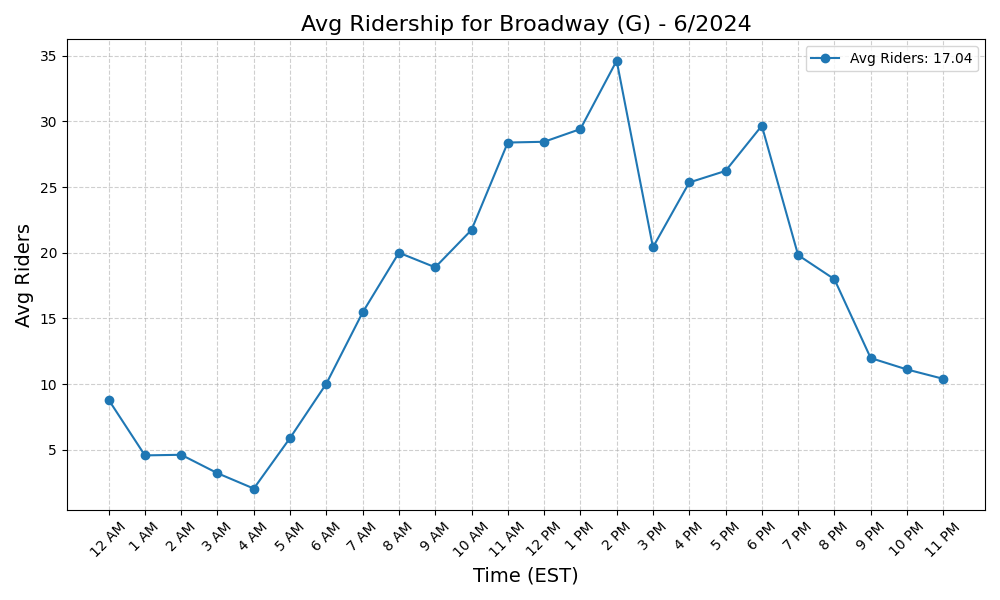 Avg Ridership for Broadway (G) - 6/2024
Avg Riders: 17.04
Avg Riders
35
30
25
20
15
10
5
12 AM
1 AM
2 AM
3 AM
4 AM
5 AM
6 AM
7 AM
8 AM
9 AM
10 AM
11 AM
12 PM
1 PM
2 PM
3 PM
4 PM
5 PM
6 PM
7 PM
8 PM
9 PM
10 PM
11 PM
Time (EST)